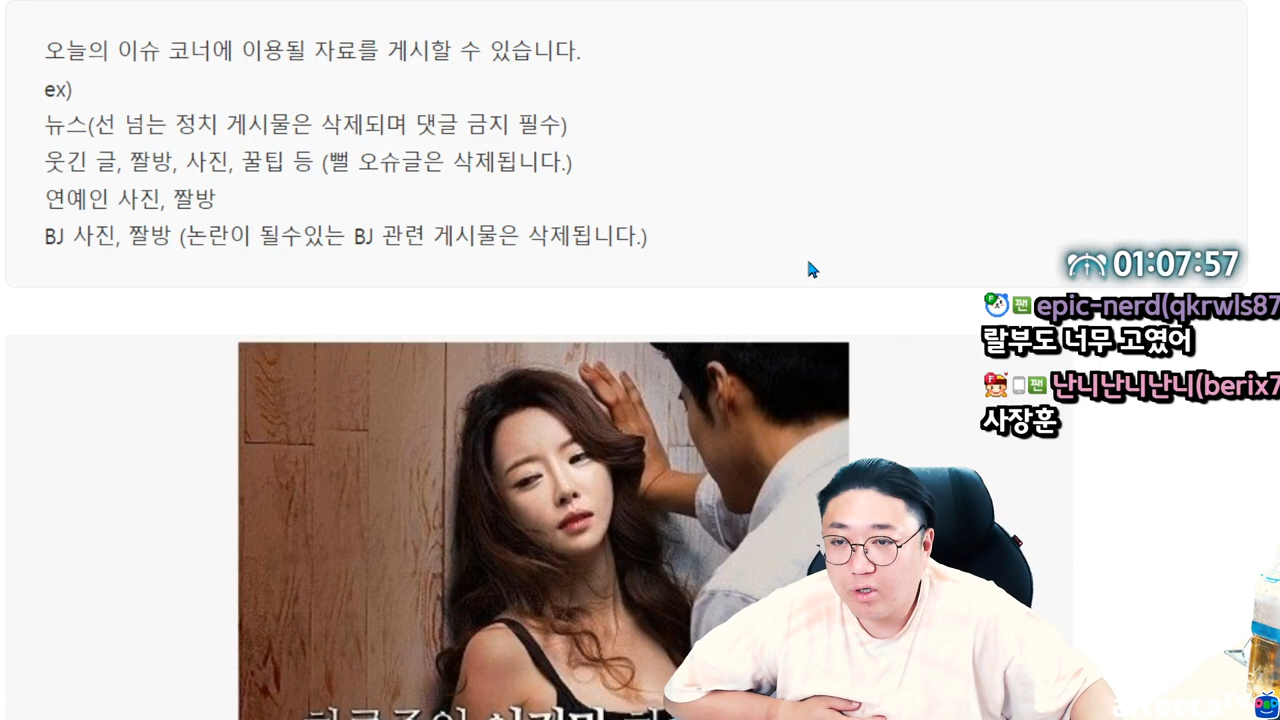 오늘의 이슈 코너에 이용될 자료를 게시할 수 있습니다.
ex)
뉴스(선 넘는 정치 게시물은 삭제되며 댓글 금지 필수)
웃긴 글, 짤방, 사진, 꿀팁 등 (뻘 오슈글은 삭제됩니다.)
연예인 사진, 짤방
BJ 사진, 짤방 (논란이 될수있는 BJ 관련 게시물은 삭제됩니다.)
01:07:57
F 팬 epic-nerd(qkrwls87
랄부도 너무 고였어
F 팬 난니난니난니(berix7
사장훈